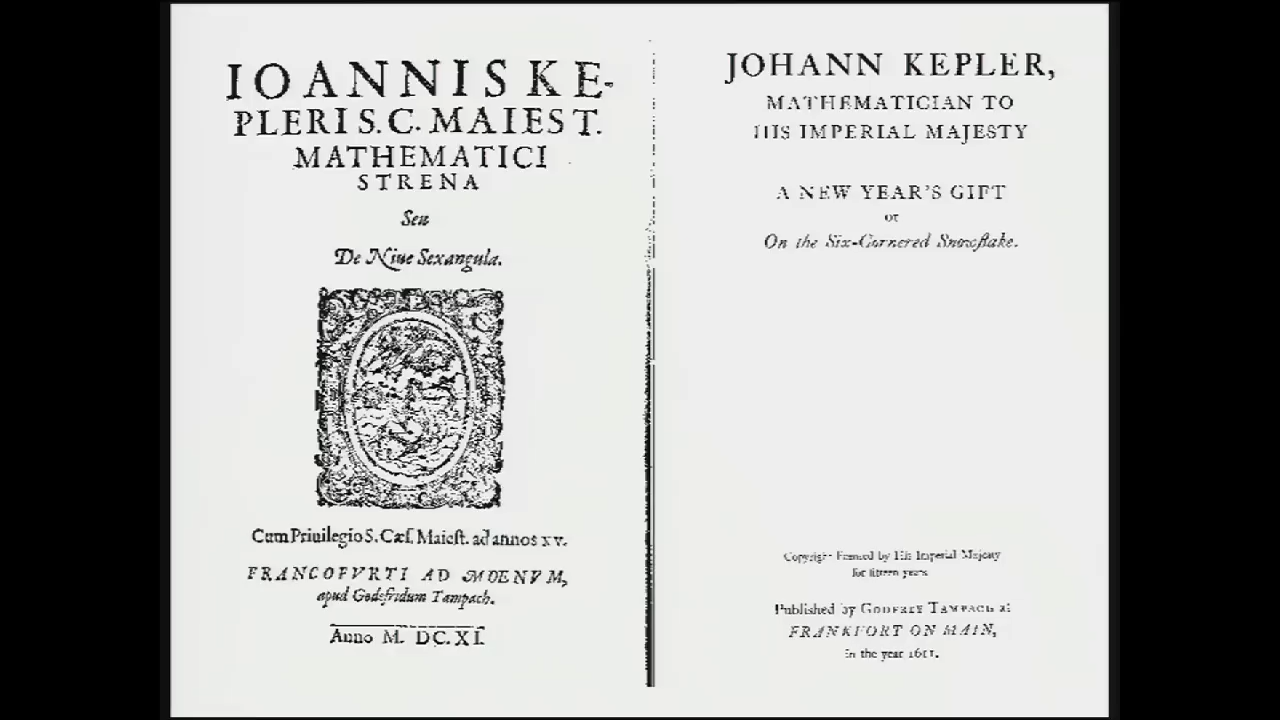 IOANNIS KE-
PLERI S. C. MAIEST.
MATHEMATICI
STRENA
Seu
De Niue Sexangula.
Cum Priuilegio S. Cæſ. Maieſt. ad annos xv.
FRANCOFVRTI AD MOENVM,
apud Godefridum Tampach.
Anno M. DC.XI.
JOHANN KEPLER,
MATHEMATICIAN TO
HIS IMPERIAL MAJESTY
A NEW YEAR'S GIFT
or
On the Six-Cornered Snowflake.
Copyright Framed by His Imperial Majesty
for fifteen years
Published by GODFREY TAMPACH at
FRANKFORT ON MAIN,
in the year 1611.